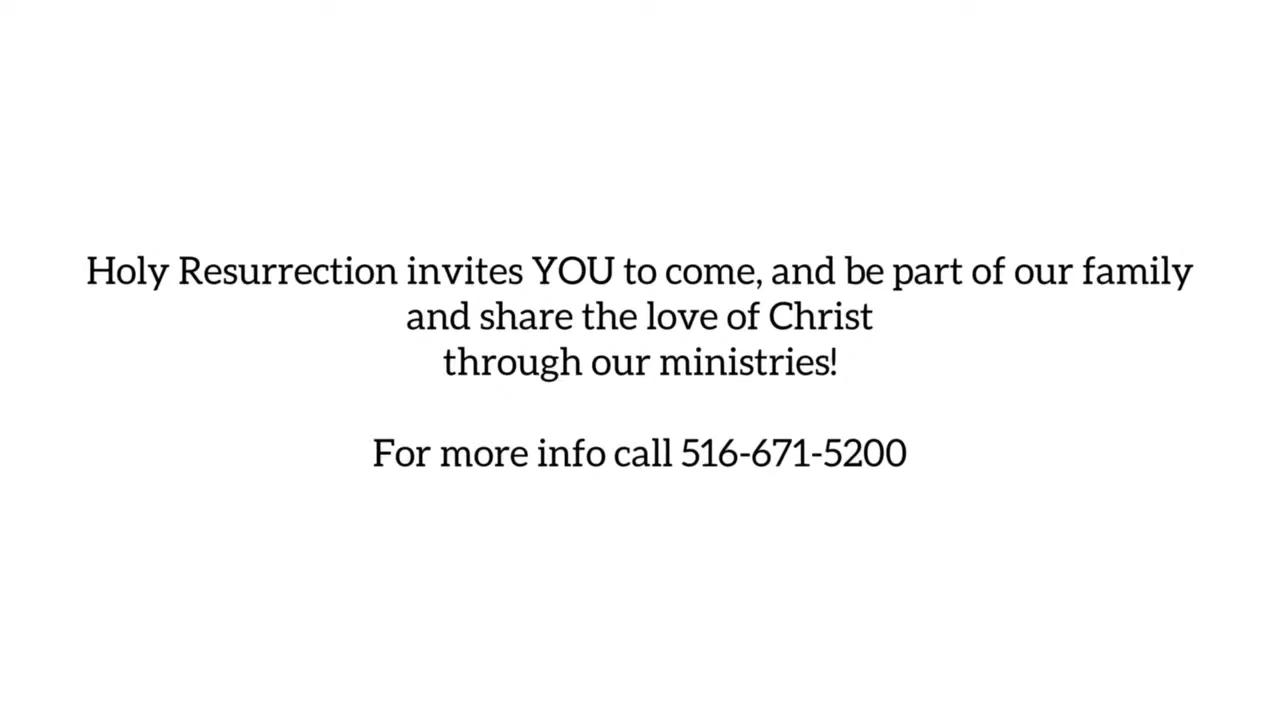 Holy Resurrection invites YOU to come, and be part of our family
and share the love of Christ
through our ministries!
For more info call 516-671-5200